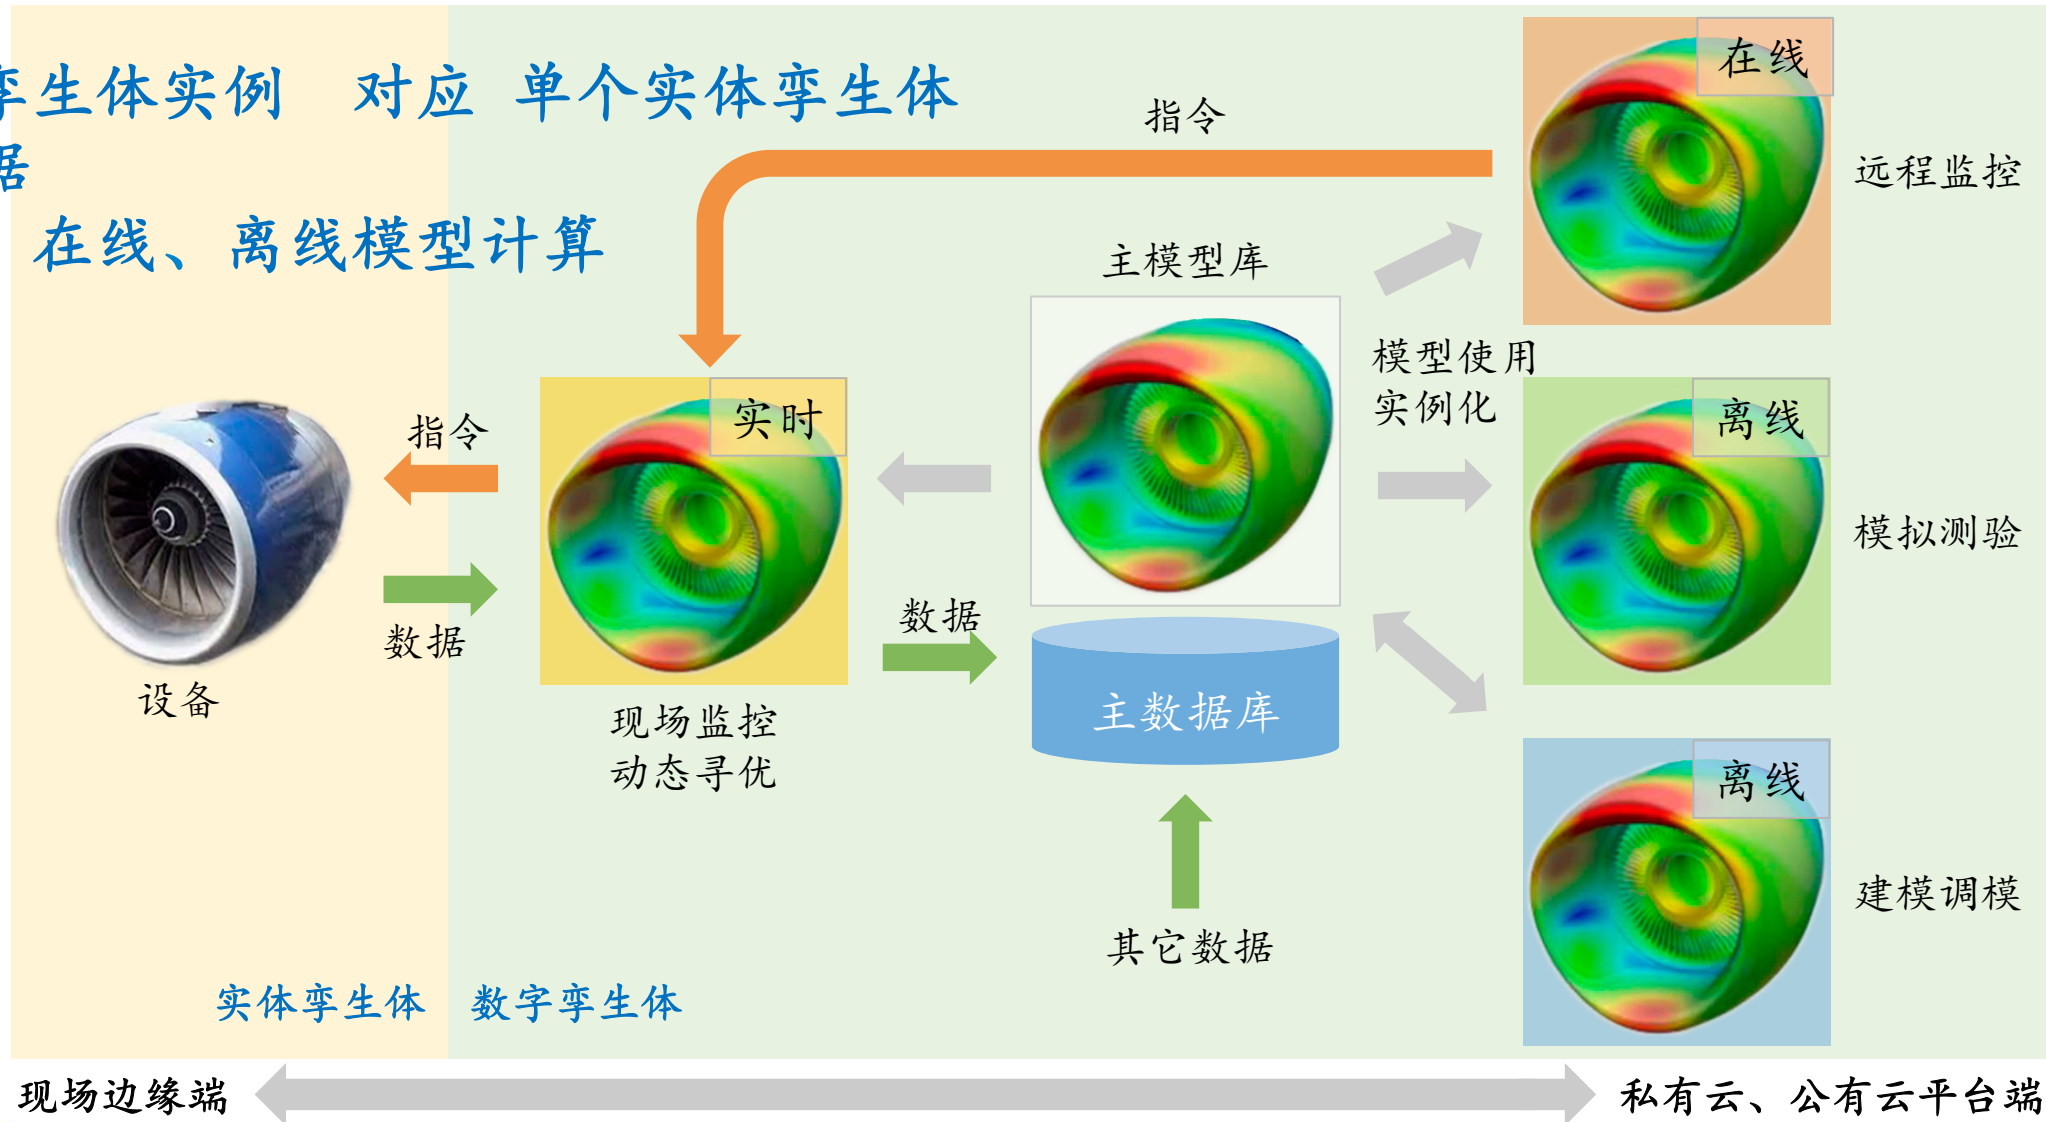 孪生体实例 对应 单个实体孪生体
据
在线、离线模型计算
在线
指令
远程监控
主模型库
模型使用
实例化
实时
离线
指令
数据
设备
模拟测验
数据
现场监控
动态寻优
主数据库
离线
建模调模
其它数据
实体孪生体 数字孪生体
现场边缘端
私有云、公有云平台端